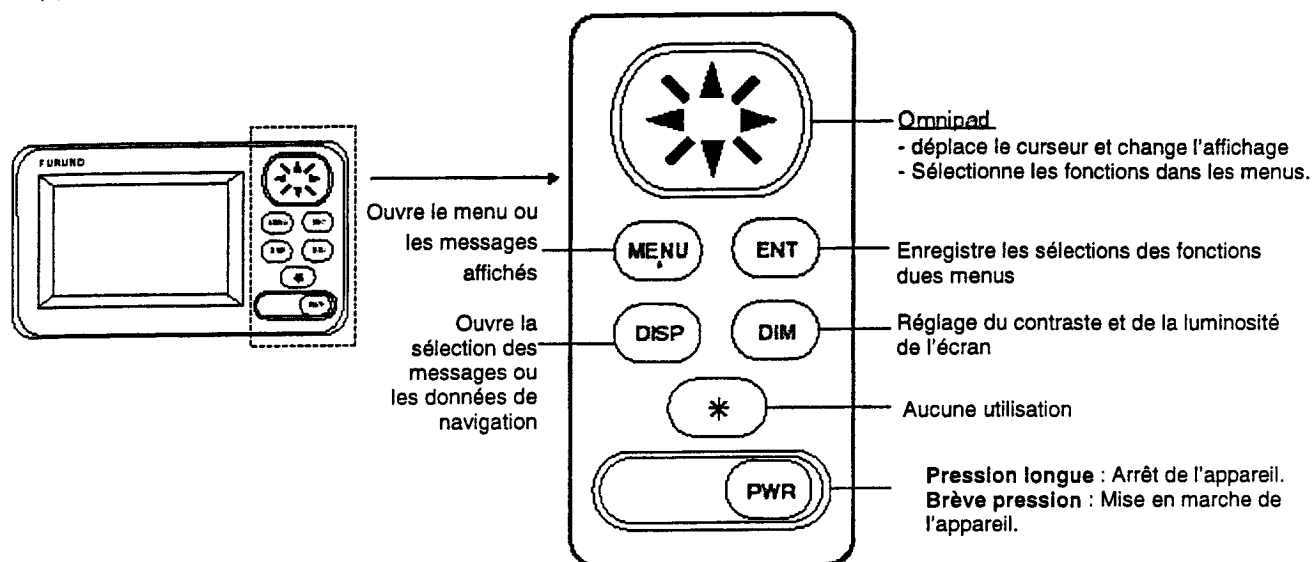 FURUNO
Ouvre le menu ou
les messages
affichés
Ouvre la
sélection des
messages ou
les données de
navigation
MENU
ENT
DISP
DIM
*
PWR
Omnipad
- déplace le curseur et change l'affichage
- Sélectionne les fonctions dans les menus.
Enregistre les sélections des fonctions
dues menus
Réglage du contraste et de la luminosité
de l'écran
Aucune utilisation
Pression longue : Arrêt de l'appareil.
Brève pression : Mise en marche de
l'appareil.